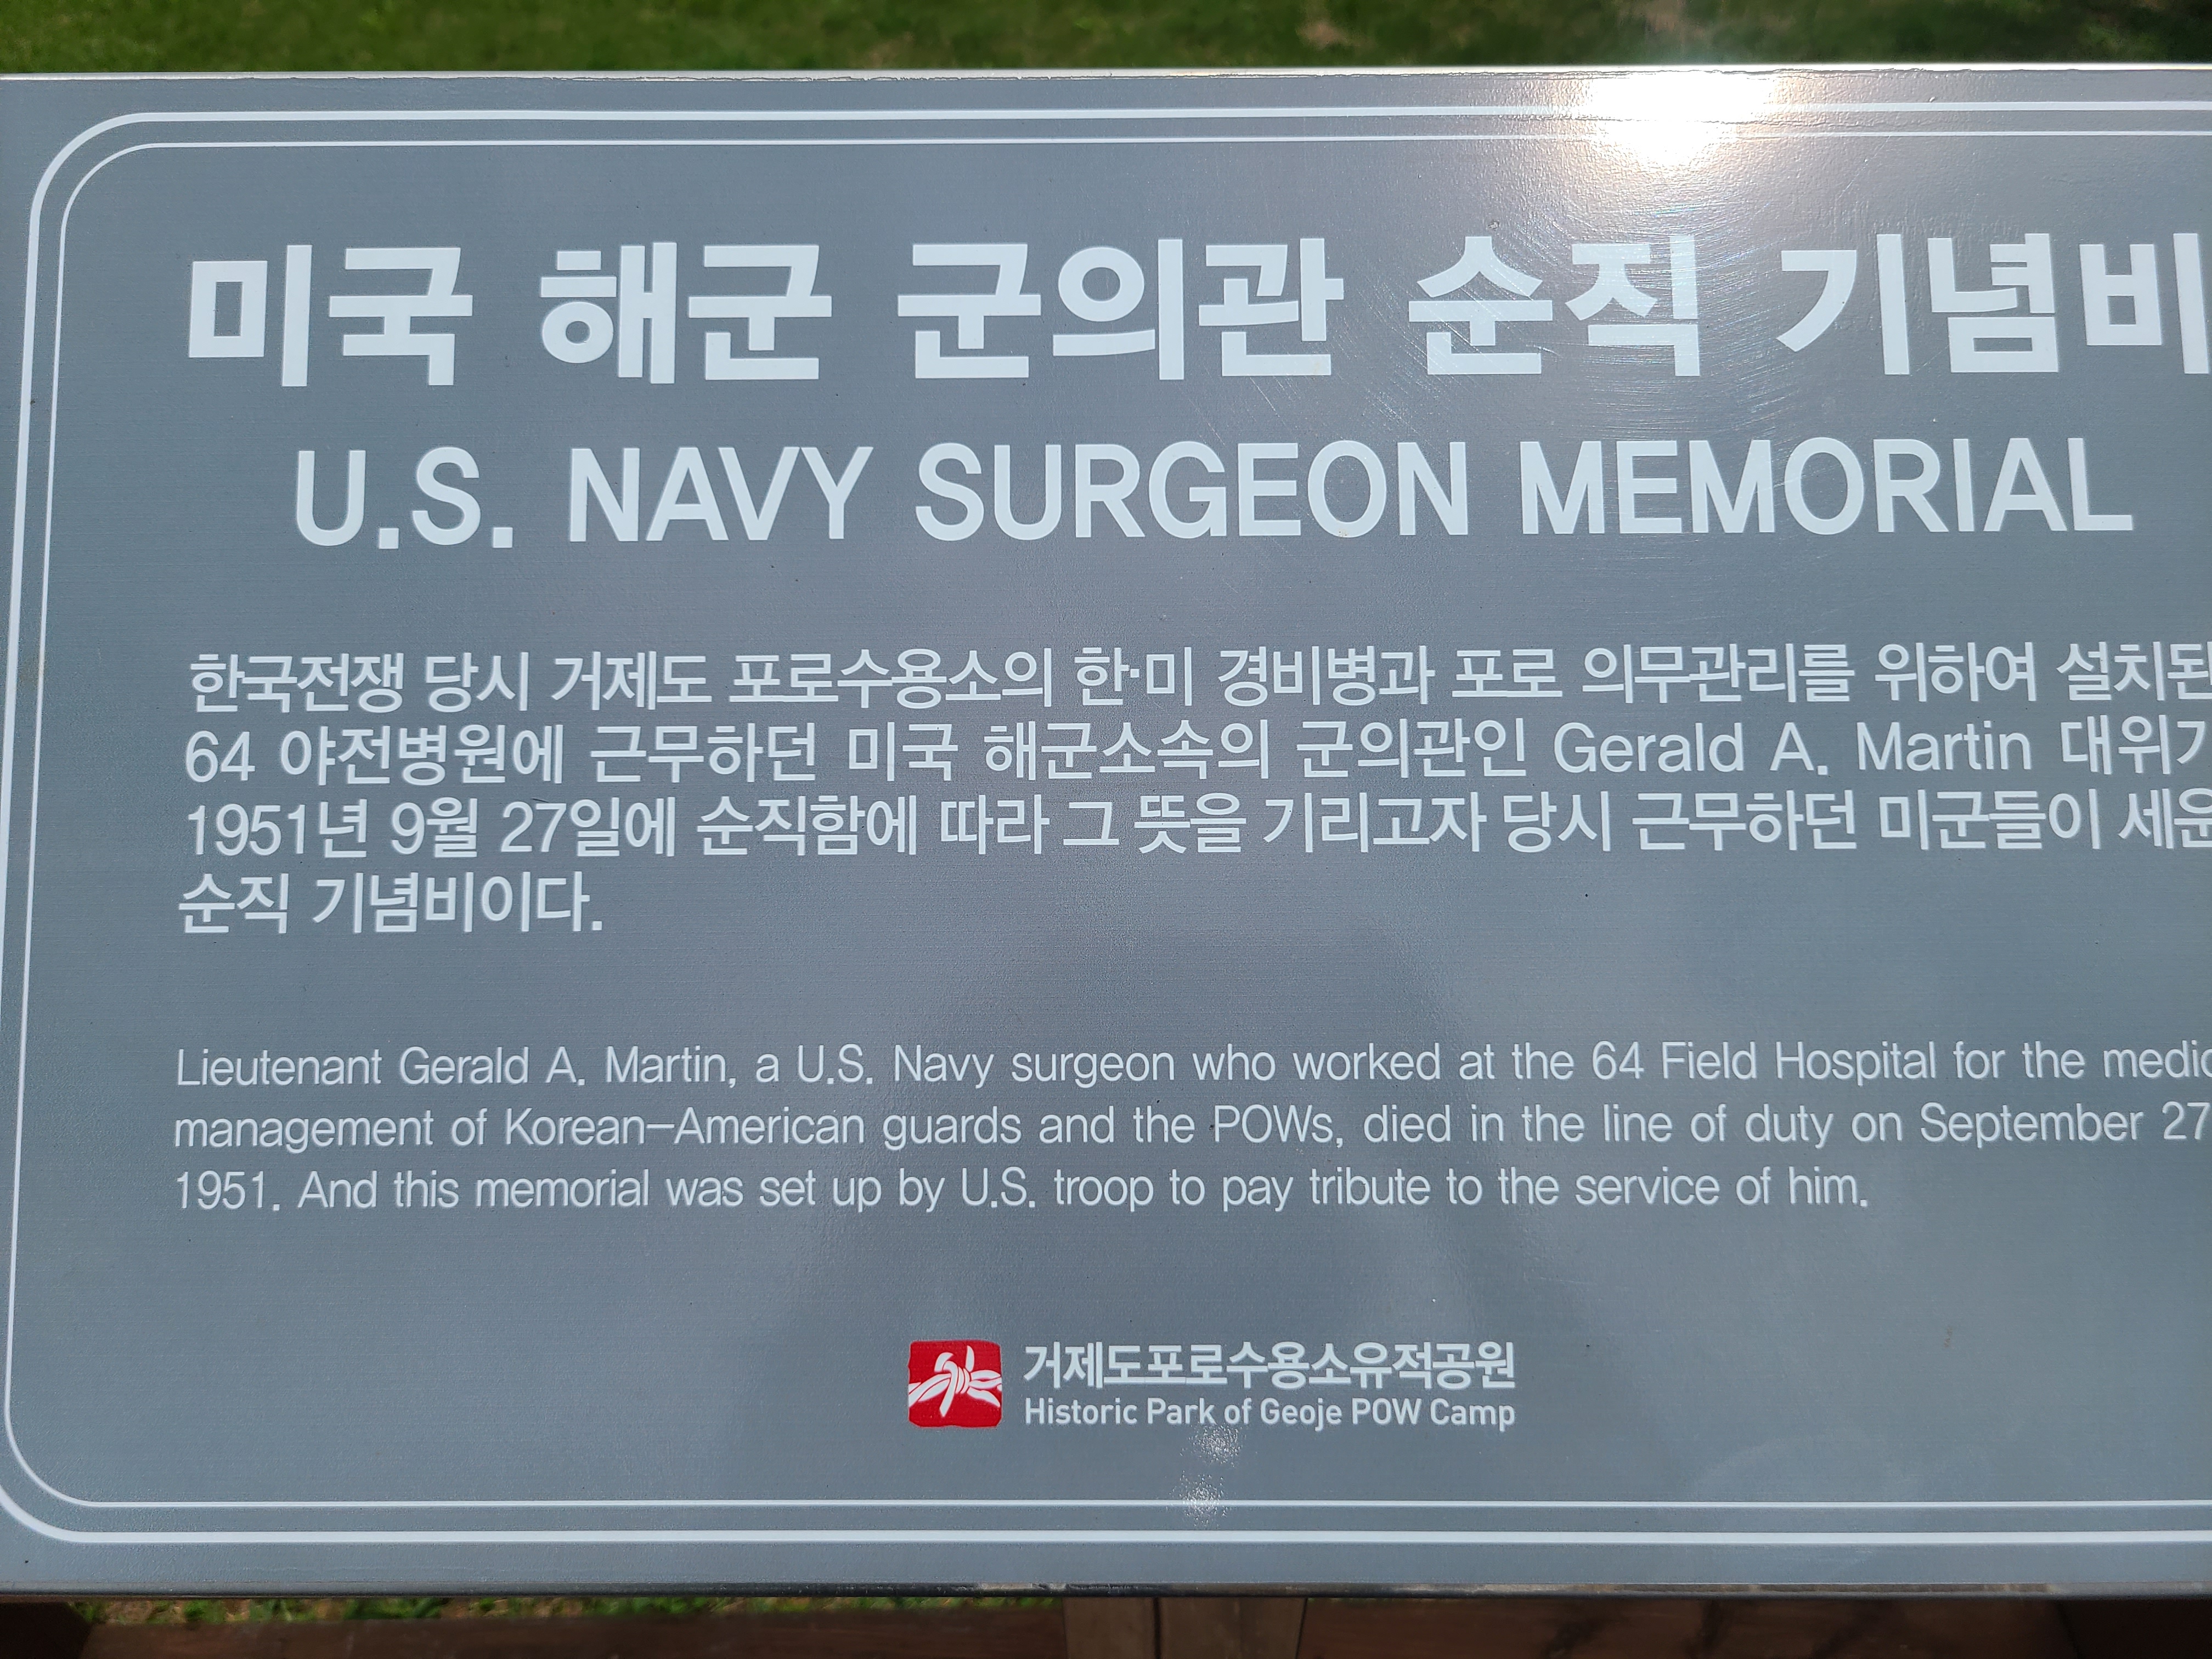 미국 해군 군의관 순직 기념비
U.S. NAVY SURGEON MEMORIAL
한국전쟁 당시 거제도 포로수용소의 한·미 경비병과 포로 의무관리를 위하여 설치된
64 야전병원에 근무하던 미국 해군소속의 군의관인 Gerald A. Martin 대위가
1951년 9월 27일에 순직함에 따라 그 뜻을 기리고자 당시 근무하던 미군들이 세운
순직 기념비이다.
Lieutenant Gerald A. Martin, a U.S. Navy surgeon who worked at the 64 Field Hospital for the
management of Korean-American guards and the POWs, died in the line of duty on September 27
1951. And this memorial was set up by U.S. troop to pay tribute to the service of him.
거제도포로수용소유적공원
Historic Park of Geoje POW Camp